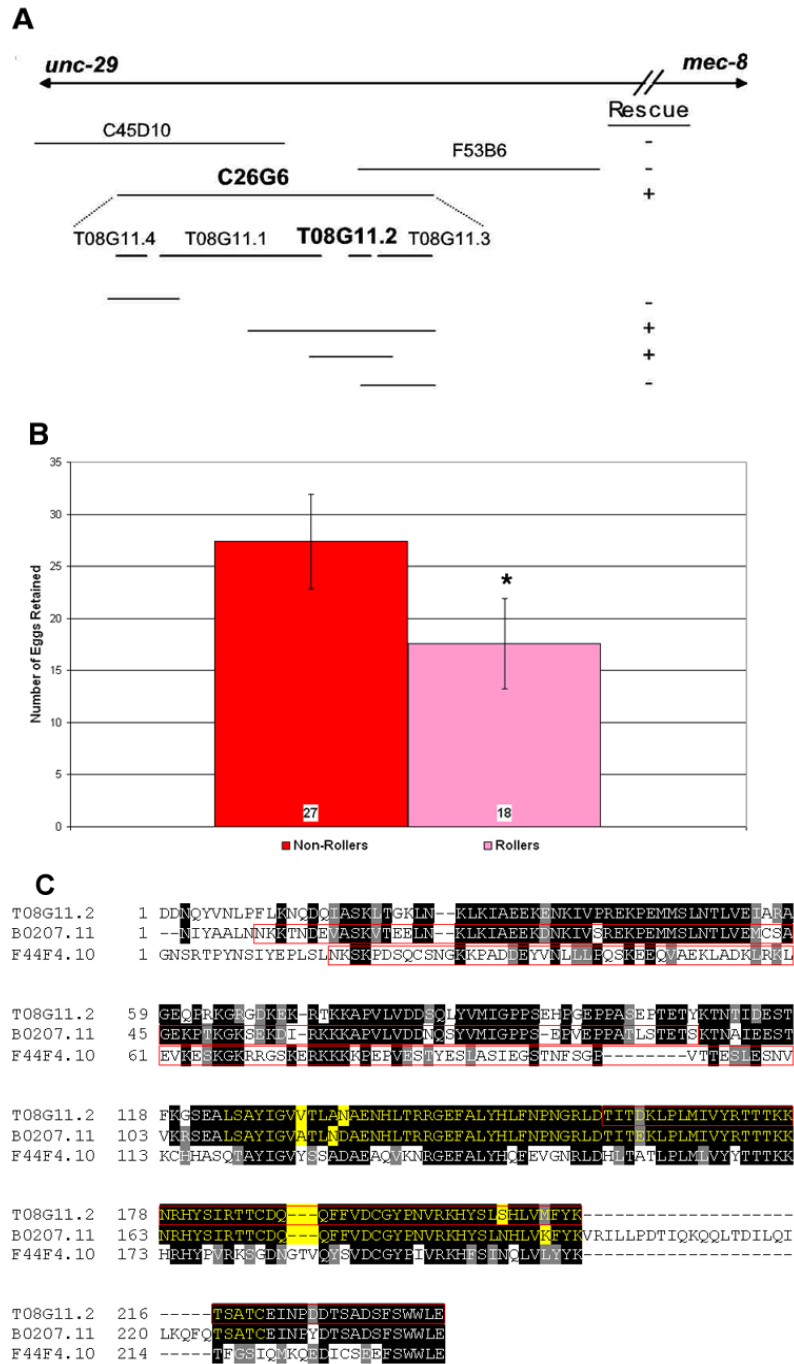 A
unc-29 mec-8
Rescue
C45D10 -
F53B6 -
C26G6 +
T08G11.4 T08G11.1 T08G11.2 T08G11.3
-
+
+
-
B
35
30
25
20
15
10
5
0
Number of Eggs Retained
*
27 18
Non-Rollers Rollers
C
T08G11.2 1 DDNQYVNLPFLKNQDQIASKLTGKLN--KLKIAEEKENKIVPREKPEMMSLNTLVEIARA
B0207.11 1 --NIYAALNNKKTNDEVASKVTEELN--KLKIAEEKDNKIVSREKPEMMSLNTLVEMCSA
F44F4.10 1 GNSRTPYNSIYEPLSLNKSKPDSQCSNGKKPADDEYVNLLLPQSKEEQVAEKLADKLRKL
T08G11.2 59 GEQPRKGRGDKEK-RTKKAPVLVDDSQLYVMIGPPSEHPGEPPASEPTETYKTNTIDEST
B0207.11 45 GEKPTKGKSEKDI-RKKKAPVLVDDNQSYVMIGPPS-EPVEPPATLSTETSKTNAIEEST
F44F4.10 61 EVKESKGKRRGSKERKKKKPEPVESTYESLASIEGSTNFSGP--------VTTESLESNV
T08G11.2 118 FKGSEALSAYIGVVTLANAENHLTRRGEFALYHLFNPNGRLDTITDKLPLMIVYRTTTKK
B0207.11 103 VKRSEALSAYIGVATLNDAENHLTRRGEFALYHLFNPNGRLDTITEKLPLMIVYRTTTKK
F44F4.10 113 KCHHASQTAYIGVYSSADAEAQVKNRGEFALYHQFEVGNRLDHLTATLPLMLVYYTTTKK
T08G11.2 178 NRHYSIRTTCDQ---QFFVDCGYPNVRKHYSLSHLVMFYK--------------------
B0207.11 163 NRHYSIRTTCDQ---QFFVDCGYPNVRKHYSLNHLVKFYKVRILLPDTIQKQQLTDILQI
F44F4.10 173 HRHYPVRKSGDNGTVQYSVDCGYPIVRKHFSINQLVLYYK--------------------
T08G11.2 216 -----TSATCEINPDDTSADSFSWWLE
B0207.11 220 LKQFQTSATCEINPYDTSADSFSWWLE
F44F4.10 214 -----TFGSIQMKQEDICSEEFSWWLE